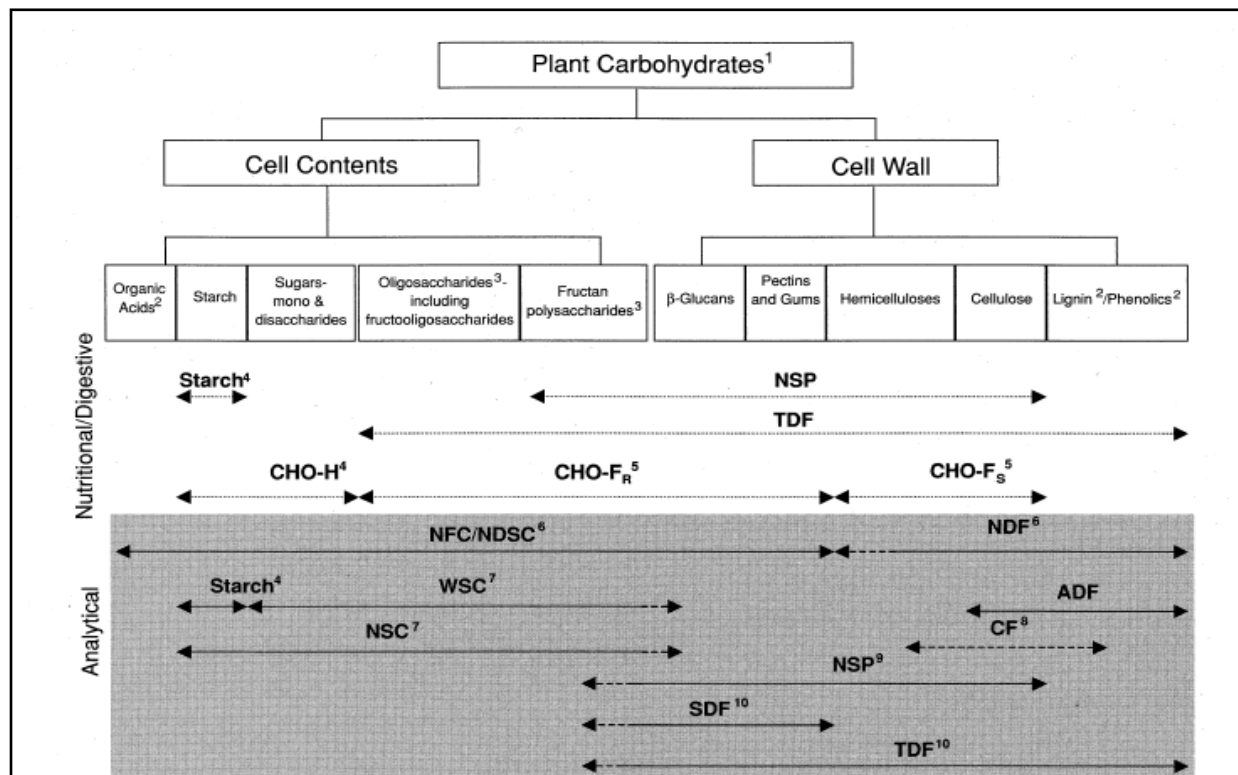 Plant Carbohydrates¹
Cell Contents
Cell Wall
Organic
Acids²
Starch
Sugars-
mono &
disaccharides
Oligosaccharides³-
including
fructooligosaccharides
Fructan
polysaccharides³
β-Glucans
Pectins
and Gums
Hemicelluloses
Cellulose
Lignin ²/Phenolics²
Nutritional/Digestive
Starch⁴
NSP
TDF
CHO-H⁴
CHO-F_R⁵
CHO-F_S⁵
Analytical
NFC/NDSC⁶
NDF⁶
Starch⁴
WSC⁷
ADF
NSC⁷
CF⁸
NSP⁹
SDF¹⁰
TDF¹⁰